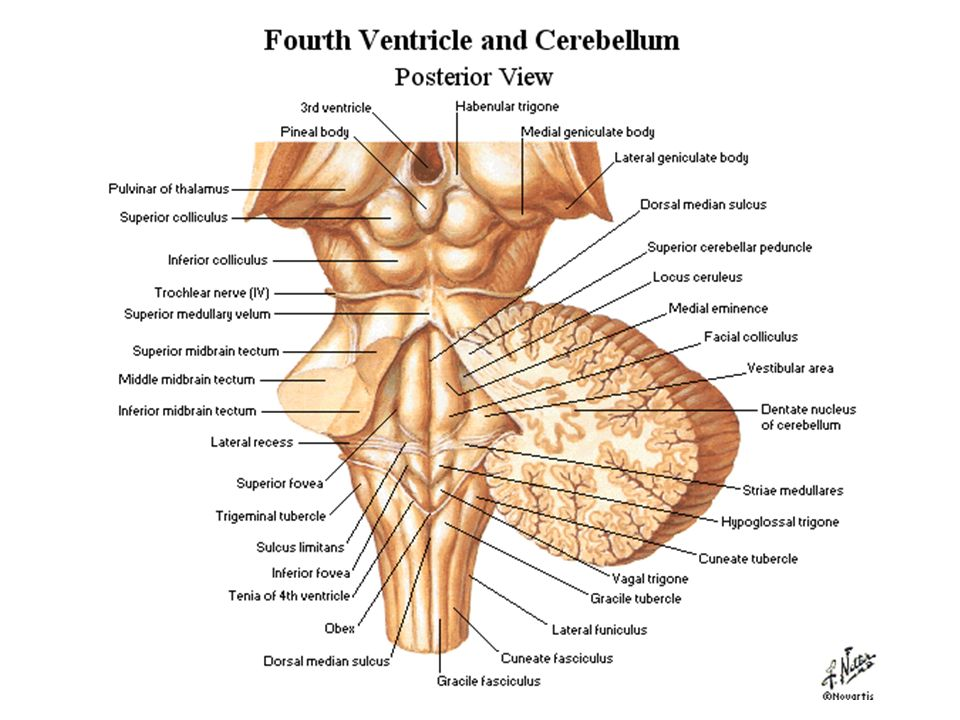 Fourth Ventricle and Cerebellum
Posterior View
3rd ventricle
Habenular trigone
Pineal body
Medial geniculate body
Lateral geniculate body
Pulvinar of thalamus
Dorsal median sulcus
Superior colliculus
Superior cerebellar peduncle
Inferior colliculus
Locus ceruleus
Trochlear nerve (IV)
Medial eminence
Superior medullary velum
Facial colliculus
Superior midbrain tectum
Vestibular area
Middle midbrain tectum
Inferior midbrain tectum
Dentate nucleus
of cerebellum
Lateral recess
Superior fovea
Striae medullares
Trigeminal tubercle
Hypoglossal trigone
Sulcus limitans
Cuneate tubercle
Inferior fovea
Vagal trigone
Tenia of 4th ventricle
Gracile tubercle
Obex
Lateral funiculus
Dorsal median sulcus
Cuneate fasciculus
Gracile fasciculus
©Novartis